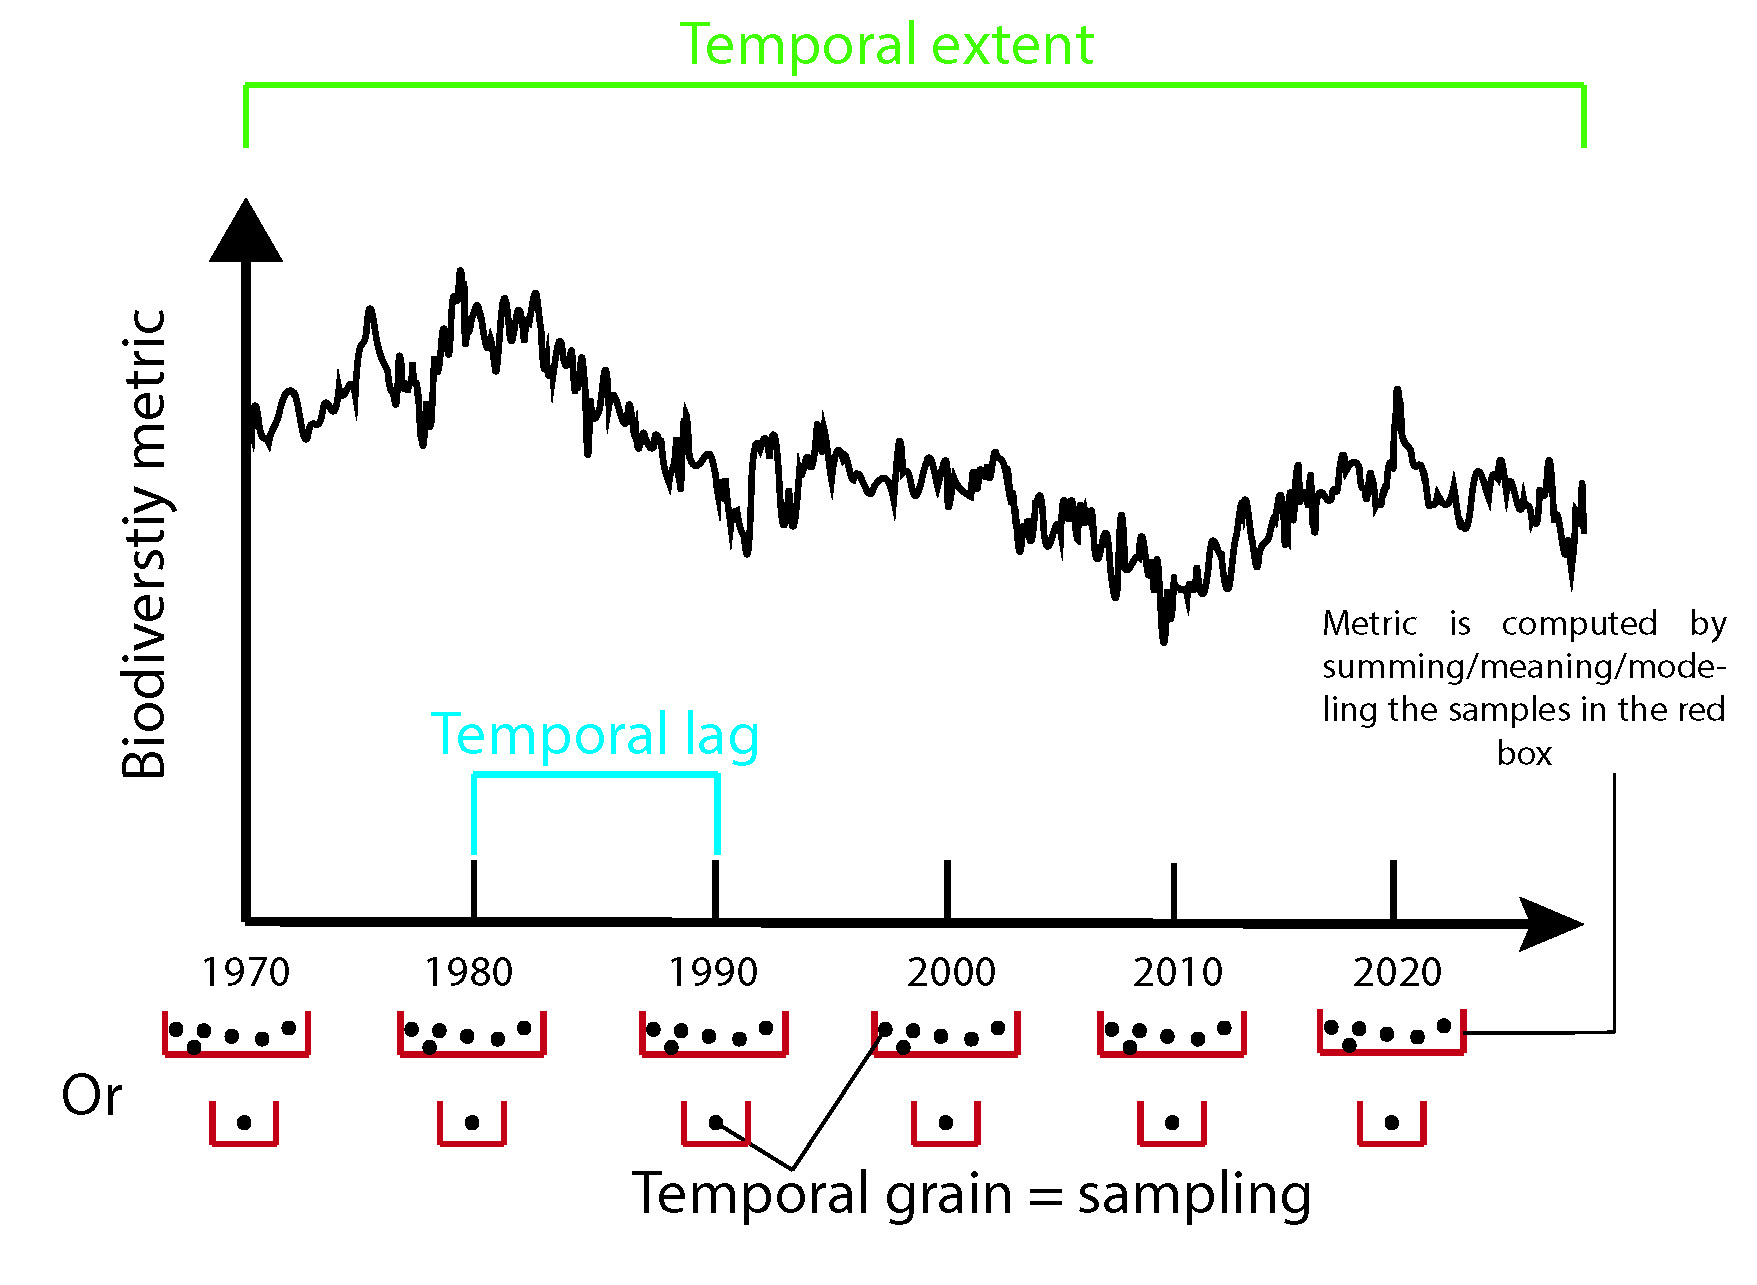 Temporal extent
Biodiverstiy metric
Metric is computed by
summing/meaning/mode-
ling the samples in the red
box
Temporal lag
1970 1980 1990 2000 2010 2020
Or
Temporal grain = sampling